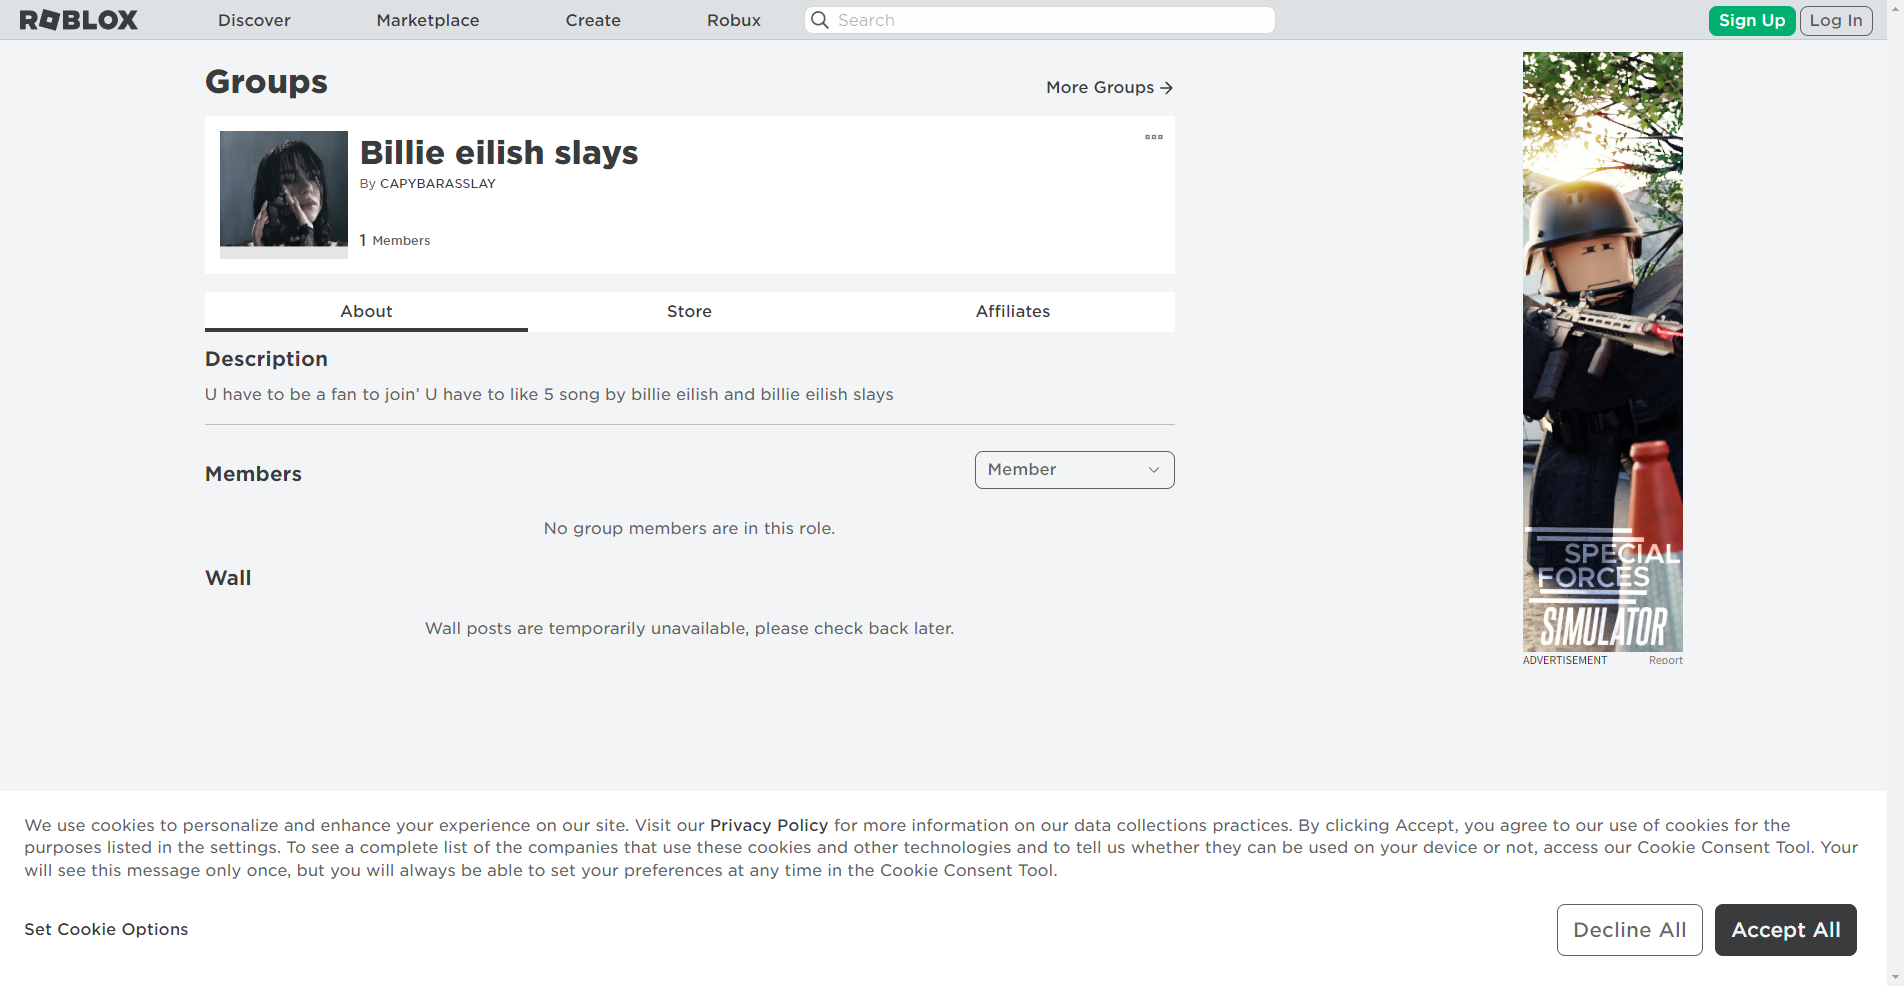 ROBLOX
Discover
Marketplace
Create
Robux
Search
Sign Up
Log In
Groups
More Groups
Billie eilish slays
By CAPYBARASSLAY
1 Members
About
Store
Affiliates
Description
U have to be a fan to join’ U have to like 5 song by billie eilish and billie eilish slays
Members
Member
No group members are in this role.
Wall
Wall posts are temporarily unavailable, please check back later.
SPECIAL
FORCES
SIMULATOR
ADVERTISEMENT
Report
We use cookies to personalize and enhance your experience on our site. Visit our Privacy Policy for more information on our data collections practices. By clicking Accept, you agree to our use of cookies for the
purposes listed in the settings. To see a complete list of the companies that use these cookies and other technologies and to tell us whether they can be used on your device or not, access our Cookie Consent Tool. Your
will see this message only once, but you will always be able to set your preferences at any time in the Cookie Consent Tool.
Set Cookie Options
Decline All
Accept All